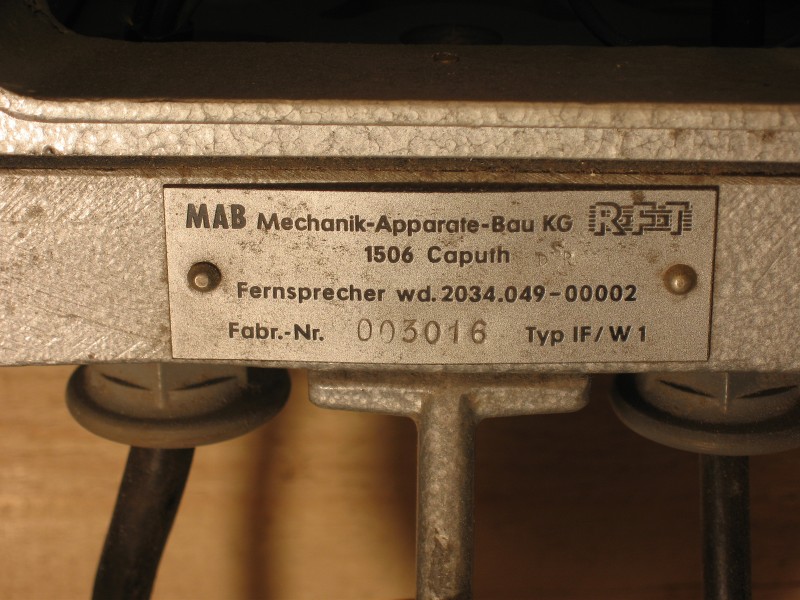 MAB Mechanik-Apparate-Bau KG RFT
1506 Caputh
Fernsprecher wd. 2034.049-00002
Fabr.-Nr. 003016 Typ IF/W1